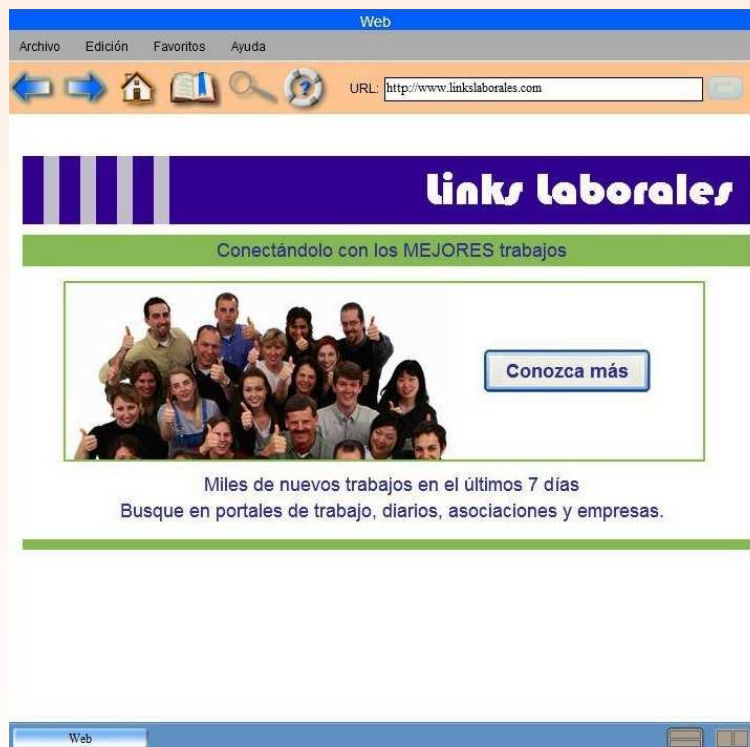 Web
Archivo Edición Favoritos Ayuda
URL: http://www.linkslaborales.com
Links Laborales
Conectándolo con los MEJORES trabajos
Conozca más
Miles de nuevos trabajos en el últimos 7 días
Busque en portales de trabajo, diarios, asociaciones y empresas.
Web